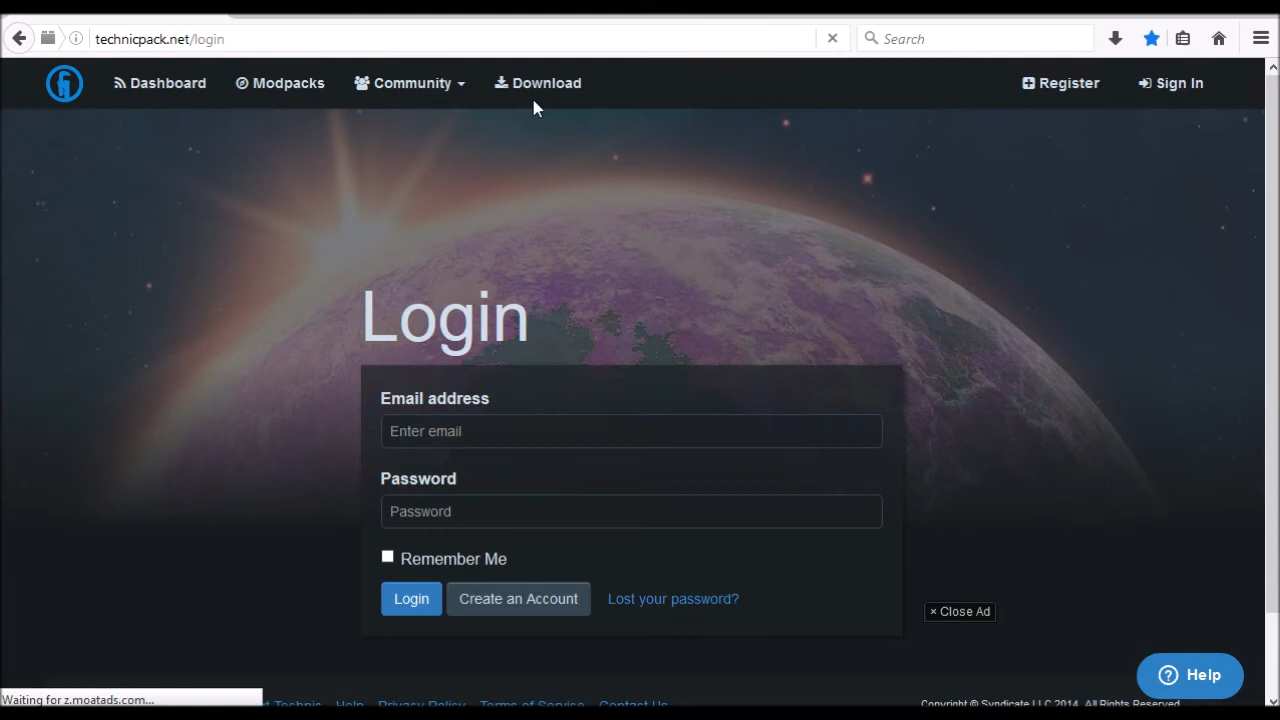 technicpack.net/login
Search
Dashboard
Modpacks
Community
Download
Register
Sign In
Login
Email address
Enter email
Password
Password
Remember Me
Login
Create an Account
Lost your password?
× Close Ad
Help
Waiting for z.moatads.com...
Technic Help Privacy Policy Terms of Service Contact Us
Copyright © Syndicate LLC 2014. All Rights Reserved.